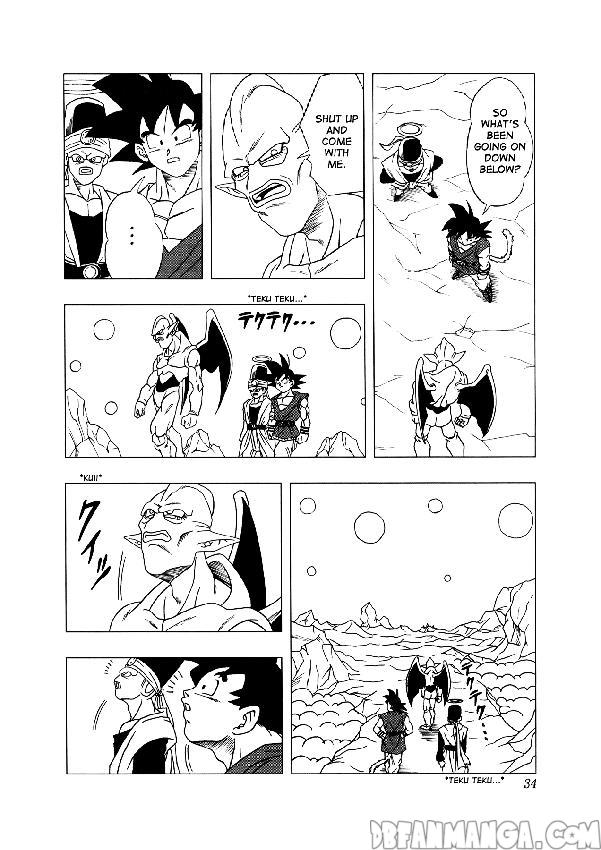 SO
WHAT'S
BEEN
GOING ON
DOWN
BELOW?
SHUT UP
AND
COME
WITH
ME.
...
*TEKU TEKU...*
テクテク...
*KUII*
クイッ
テクテク...
*TEKU TEKU...*
34
DBFANMANGA.COM